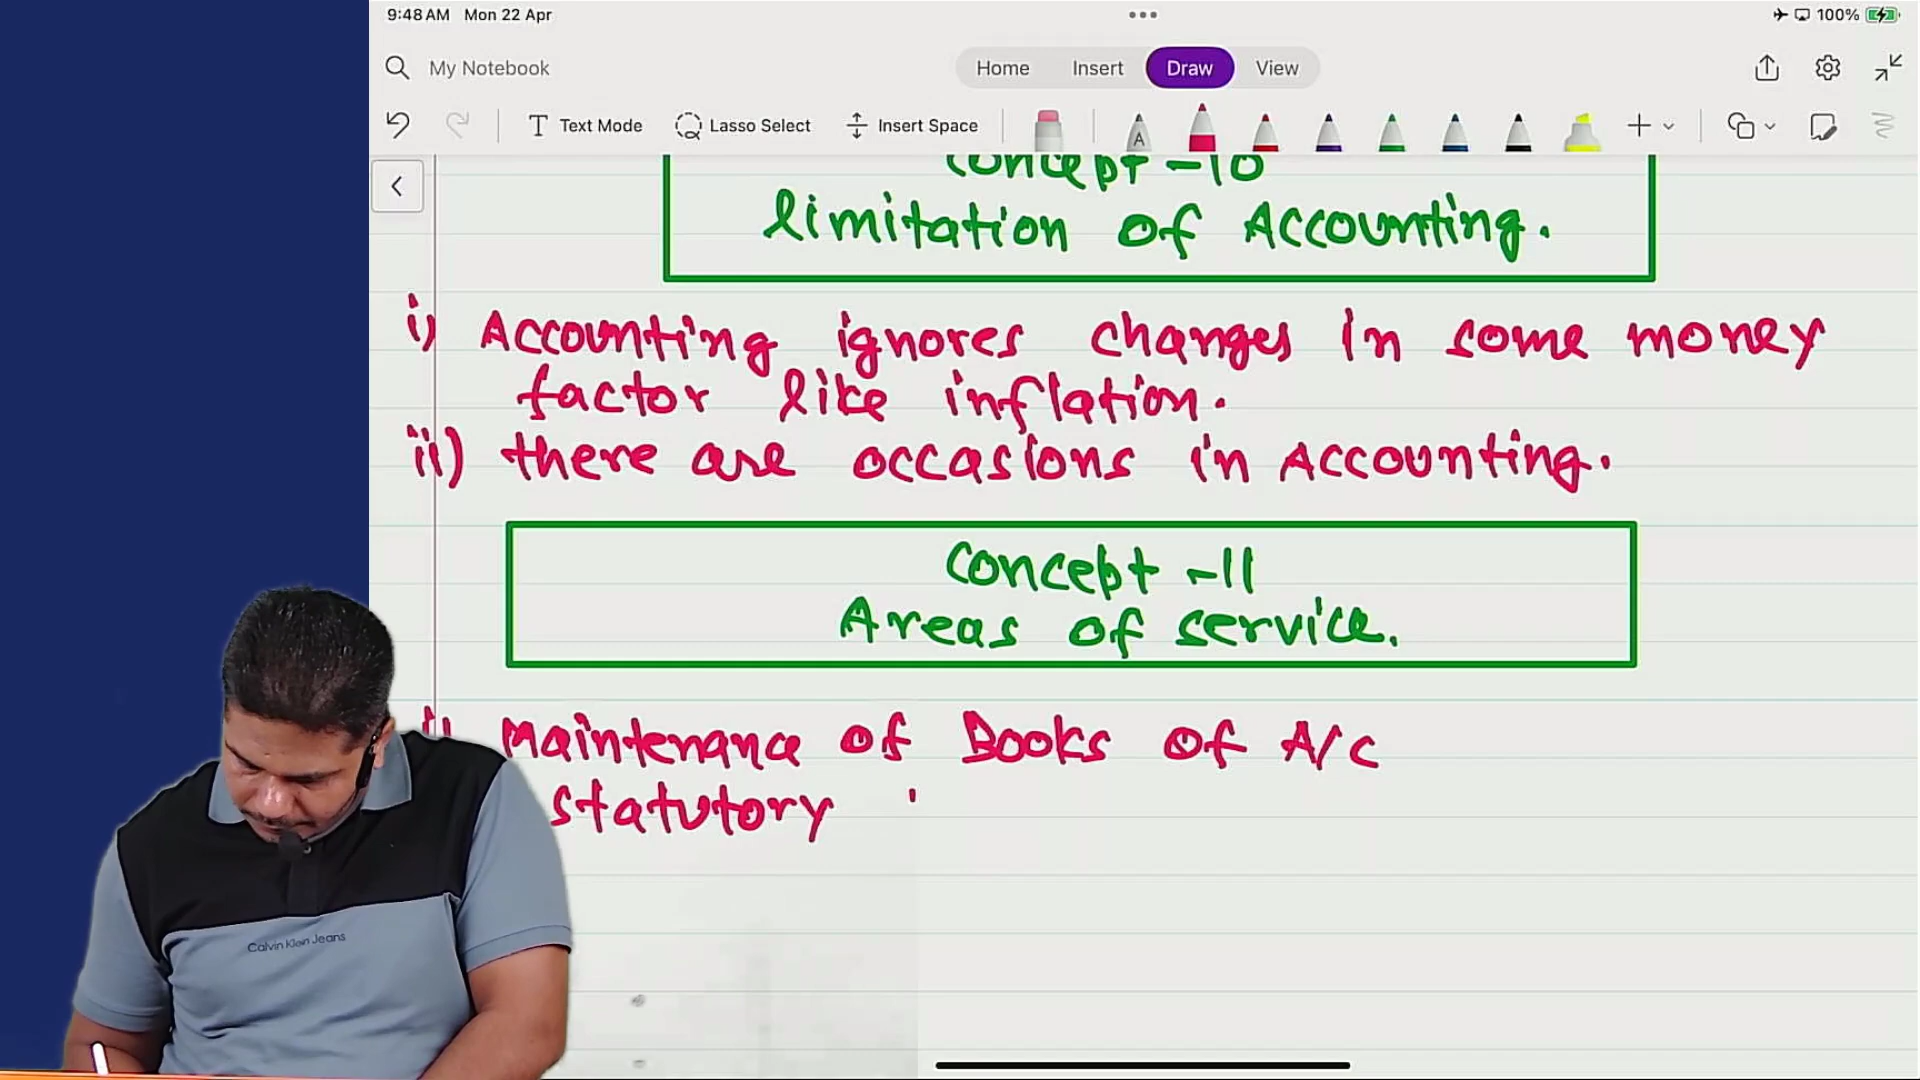 9:48 AM Mon 22 Apr
100%
My Notebook
Home Insert Draw View
Text Mode Lasso Select Insert Space
A
Concept -10
limitation of Accounting.
i) Accounting ignores changes in some money
factor like inflation.
ii) there are occasions in Accounting.
Concept -11
Areas of service.
Maintenance of Books of A/c
statutory
Calvin Klein Jeans